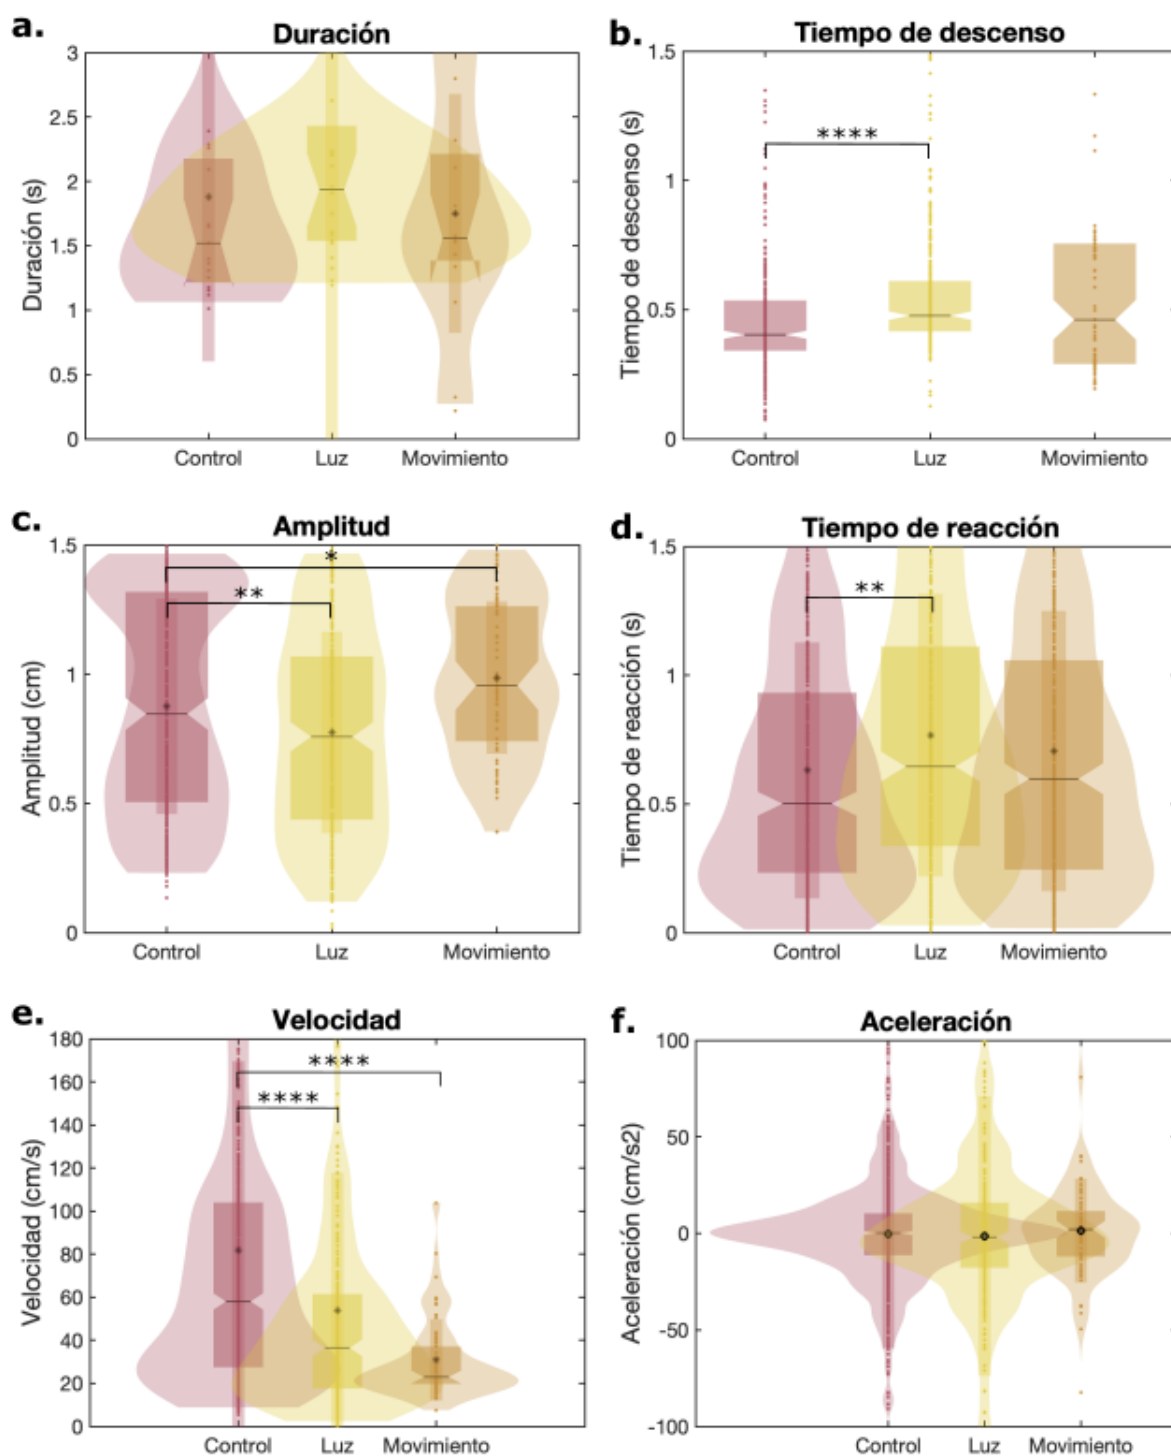 a.
Duración
3
2.5
2
1.5
1
0.5
0
Duración (s)
Control Luz Movimiento
b.
Tiempo de descenso
1.5
1
0.5
0
Tiempo de descenso (s)
****
Control Luz Movimiento
c.
Amplitud
1.5
1
0.5
0
Amplitud (cm)
*
**
Control Luz Movimiento
d.
Tiempo de reacción
1.5
1
0.5
0
Tiempo de reacción (s)
**
Control Luz Movimiento
e.
Velocidad
180
160
140
120
100
80
60
40
20
0
Velocidad (cm/s)
****
****
Control Luz Movimiento
f.
Aceleración
100
50
0
-50
-100
Aceleración (cm/s2)
Control Luz Movimiento